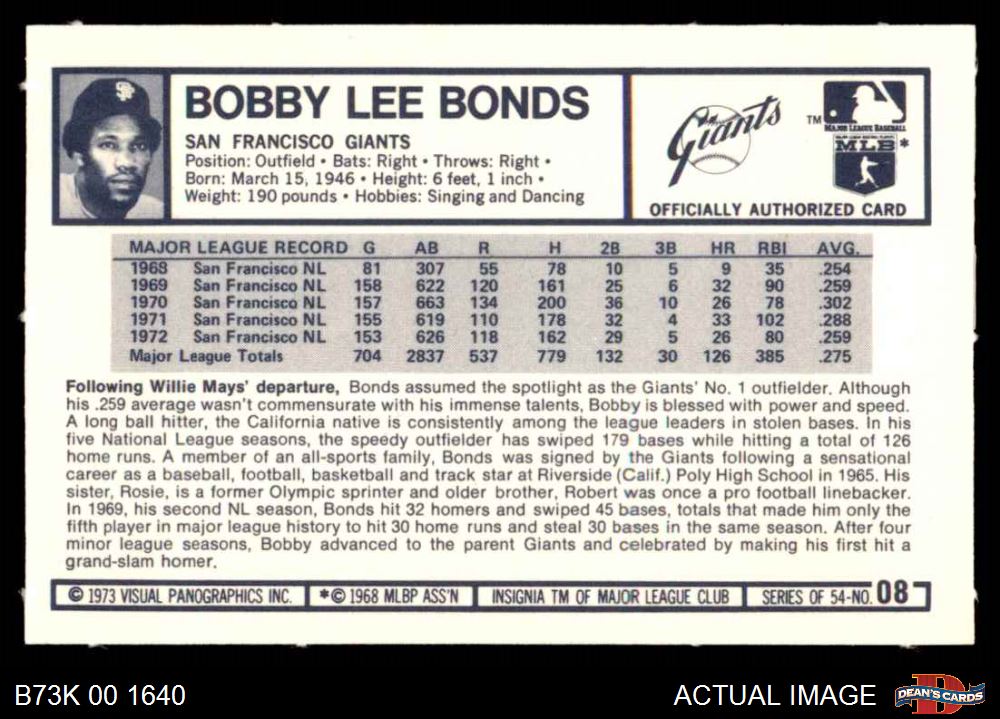 SF
BOBBY LEE BONDS
SAN FRANCISCO GIANTS
Position: Outfield • Bats: Right • Throws: Right •
Born: March 15, 1946 • Height: 6 feet, 1 inch •
Weight: 190 pounds • Hobbies: Singing and Dancing
Giants
TM
MAJOR LEAGUE BASEBALL
MLB *
OFFICIALLY AUTHORIZED CARD
MAJOR LEAGUE RECORD G AB R H 2B 3B HR RBI AVG.
1968 San Francisco NL 81 307 55 78 10 5 9 35 .254
1969 San Francisco NL 158 622 120 161 25 6 32 90 .259
1970 San Francisco NL 157 663 134 200 36 10 26 78 .302
1971 San Francisco NL 155 619 110 178 32 4 33 102 .288
1972 San Francisco NL 153 626 118 162 29 5 26 80 .259
Major League Totals 704 2837 537 779 132 30 126 385 .275
Following Willie Mays' departure, Bonds assumed the spotlight as the Giants' No. 1 outfielder. Although
his .259 average wasn't commensurate with his immense talents, Bobby is blessed with power and speed.
A long ball hitter, the California native is consistently among the league leaders in stolen bases. In his
five National League seasons, the speedy outfielder has swiped 179 bases while hitting a total of 126
home runs. A member of an all-sports family, Bonds was signed by the Giants following a sensational
career as a baseball, football, basketball and track star at Riverside (Calif.) Poly High School in 1965. His
sister, Rosie, is a former Olympic sprinter and older brother, Robert was once a pro football linebacker.
In 1969, his second NL season, Bonds hit 32 homers and swiped 45 bases, totals that made him only the
fifth player in major league history to hit 30 home runs and steal 30 bases in the same season. After four
minor league seasons, Bobby advanced to the parent Giants and celebrated by making his first hit a
grand-slam homer.
© 1973 VISUAL PANOGRAPHICS INC. *© 1968 MLBP ASS'N INSIGNIA TM OF MAJOR LEAGUE CLUB SERIES OF 54-NO. 08
B73K 00 1640 ACTUAL IMAGE DEAN'S CARDS